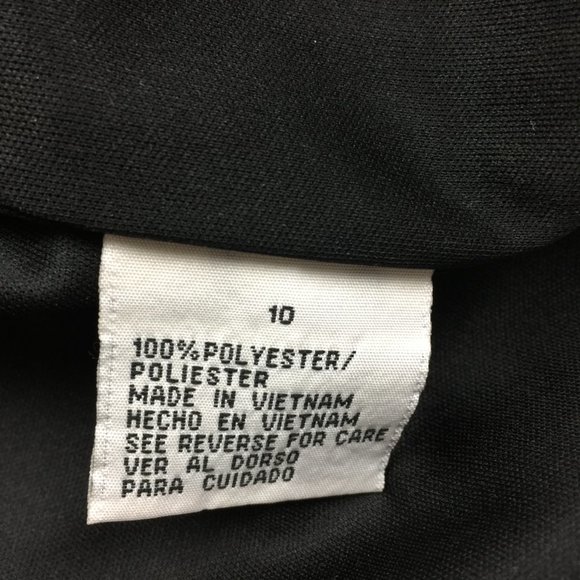 10
100%POLYESTER/
POLIESTER
MADE IN VIETNAM
HECHO EN VIETNAM
SEE REVERSE FOR CARE
VER AL DORSO
PARA CUIDADO